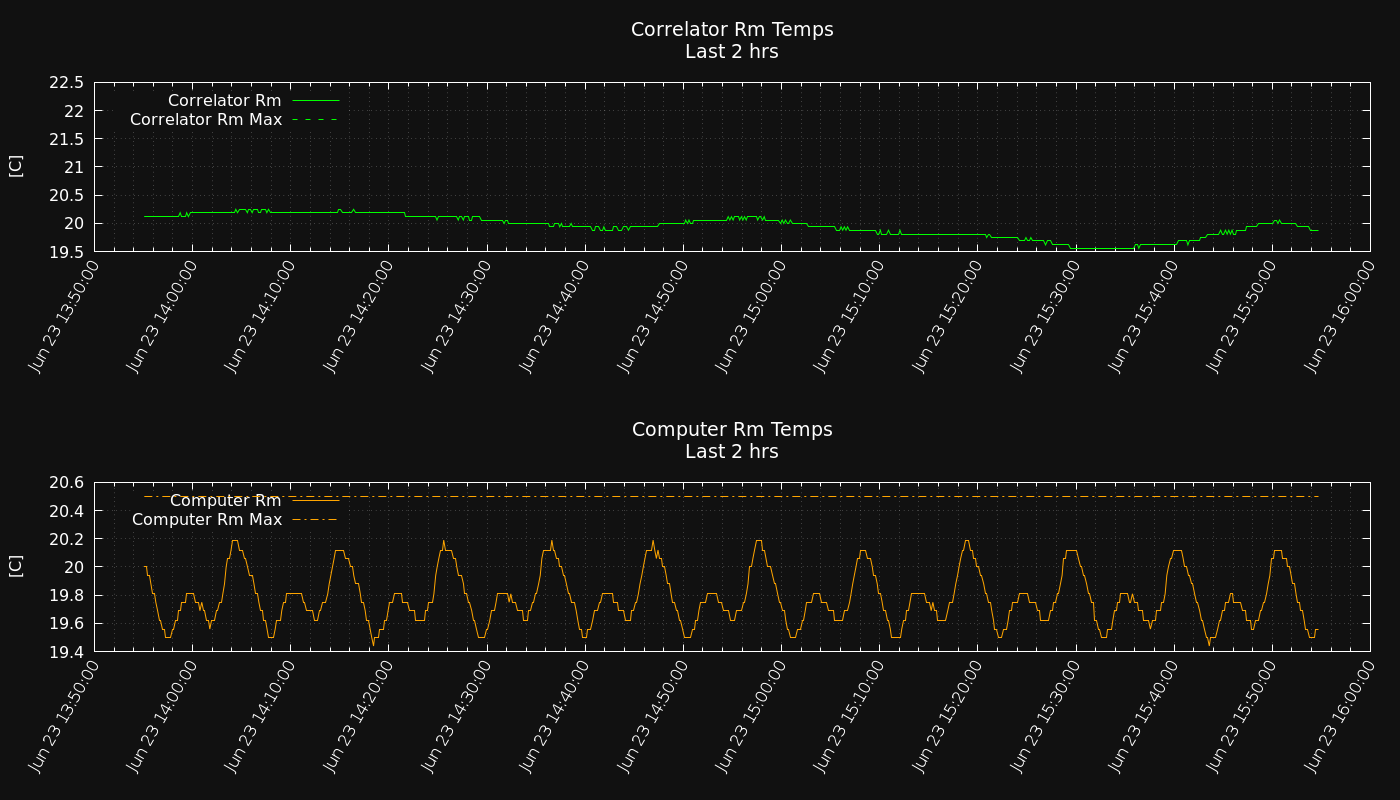 Correlator Rm Temps
Last 2 hrs
22.5
22
21.5
21
20.5
20
19.5
[C]
Correlator Rm
Correlator Rm Max
Jun 23 13:50:00
Jun 23 14:00:00
Jun 23 14:10:00
Jun 23 14:20:00
Jun 23 14:30:00
Jun 23 14:40:00
Jun 23 14:50:00
Jun 23 15:00:00
Jun 23 15:10:00
Jun 23 15:20:00
Jun 23 15:30:00
Jun 23 15:40:00
Jun 23 15:50:00
Jun 23 16:00:00
Computer Rm Temps
Last 2 hrs
20.6
20.4
20.2
20
19.8
19.6
19.4
[C]
Computer Rm
Computer Rm Max
Jun 23 13:50:00
Jun 23 14:00:00
Jun 23 14:10:00
Jun 23 14:20:00
Jun 23 14:30:00
Jun 23 14:40:00
Jun 23 14:50:00
Jun 23 15:00:00
Jun 23 15:10:00
Jun 23 15:20:00
Jun 23 15:30:00
Jun 23 15:40:00
Jun 23 15:50:00
Jun 23 16:00:00